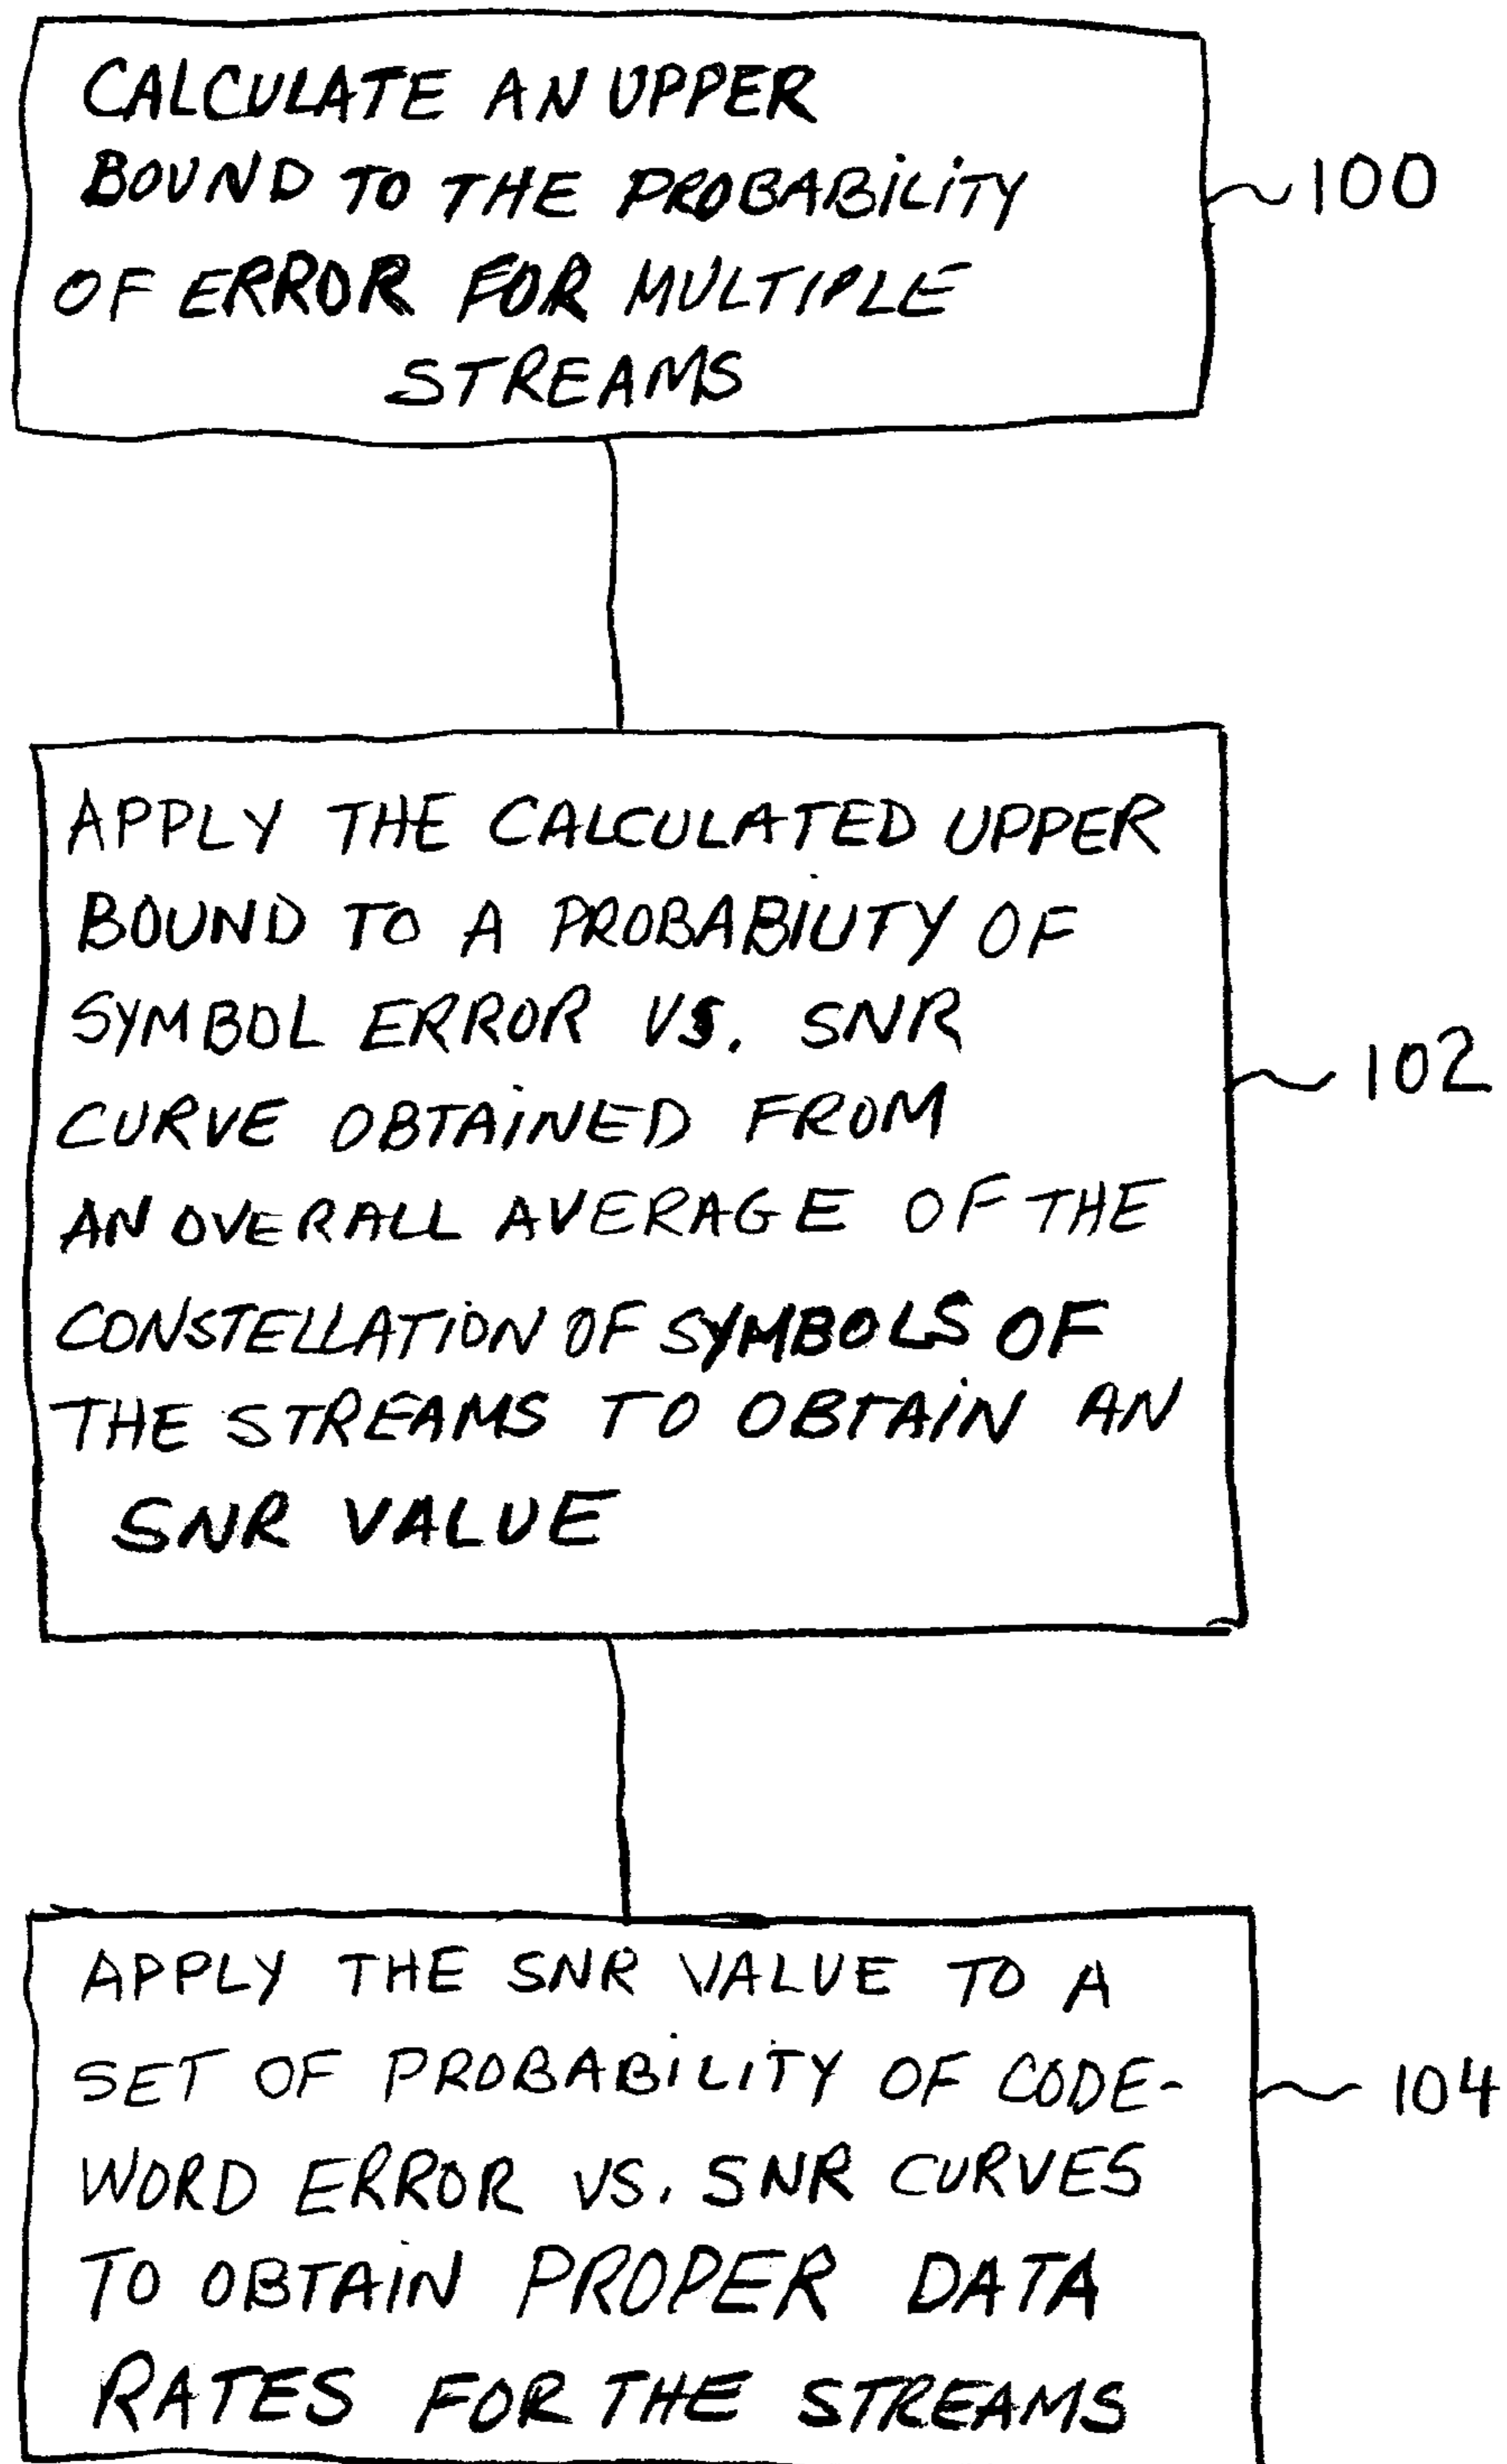 CALCULATE AN UPPER
BOUND TO THE PROBABILITY
OF ERROR FOR MULTIPLE
STREAMS
100
APPLY THE CALCULATED UPPER
BOUND TO A PROBABILITY OF
SYMBOL ERROR VS. SNR
CURVE OBTAINED FROM
AN OVERALL AVERAGE OF THE
CONSTELLATION OF SYMBOLS OF
THE STREAMS TO OBTAIN AN
SNR VALUE
102
APPLY THE SNR VALUE TO A
SET OF PROBABILITY OF CODE-
WORD ERROR VS. SNR CURVES
TO OBTAIN PROPER DATA
RATES FOR THE STREAMS
104